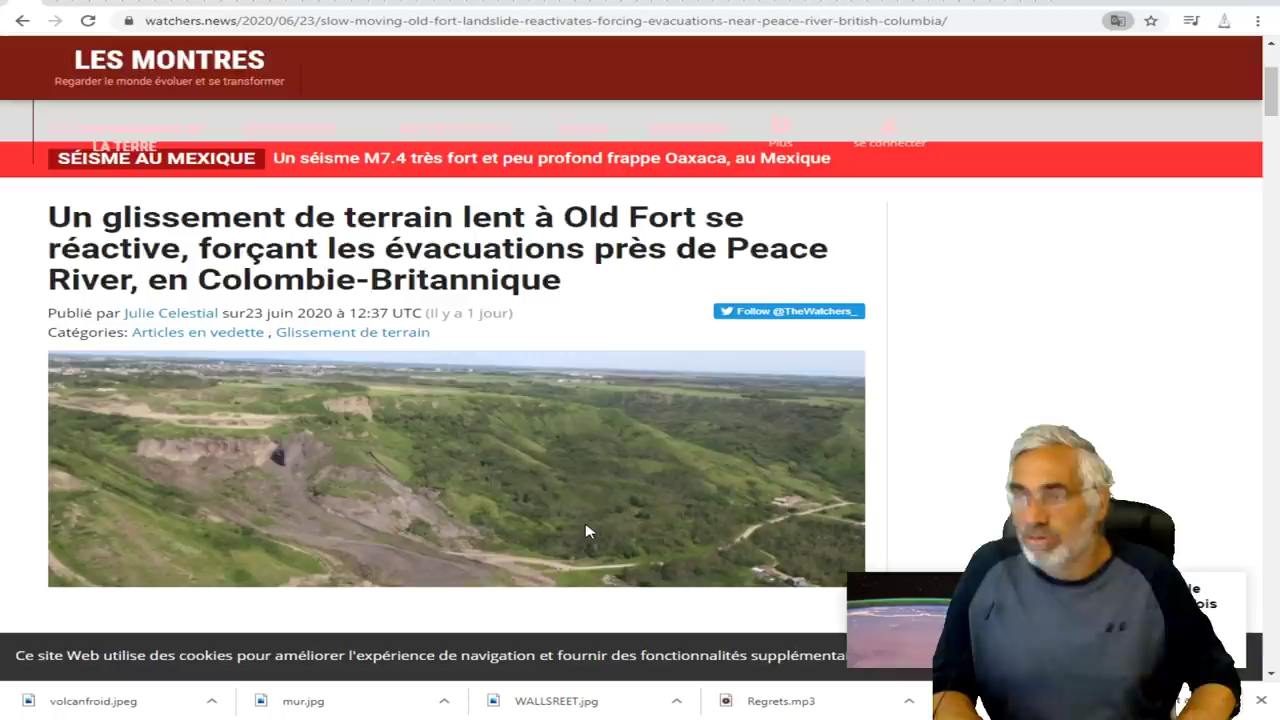 watchers.news/2020/06/23/slow-moving-old-fort-landslide-reactivates-forcing-evacuations-near-peace-river-british-columbia/
LES MONTRES
Regarder le monde évoluer et se transformer
LA TERRE
Plus
se connecter
SÉISME AU MEXIQUE Un séisme M7.4 très fort et peu profond frappe Oaxaca, au Mexique
Un glissement de terrain lent à Old Fort se
réactive, forçant les évacuations près de Peace
River, en Colombie-Britannique
Publié par Julie Celestial sur23 juin 2020 à 12:37 UTC (Il y a 1 jour)
Follow @TheWatchers_
Catégories: Articles en vedette , Glissement de terrain
Ce site Web utilise des cookies pour améliorer l'expérience de navigation et fournir des fonctionnalités
volcanfroid.jpeg
mur.jpg
WALLSREET.jpg
Regrets.mp3